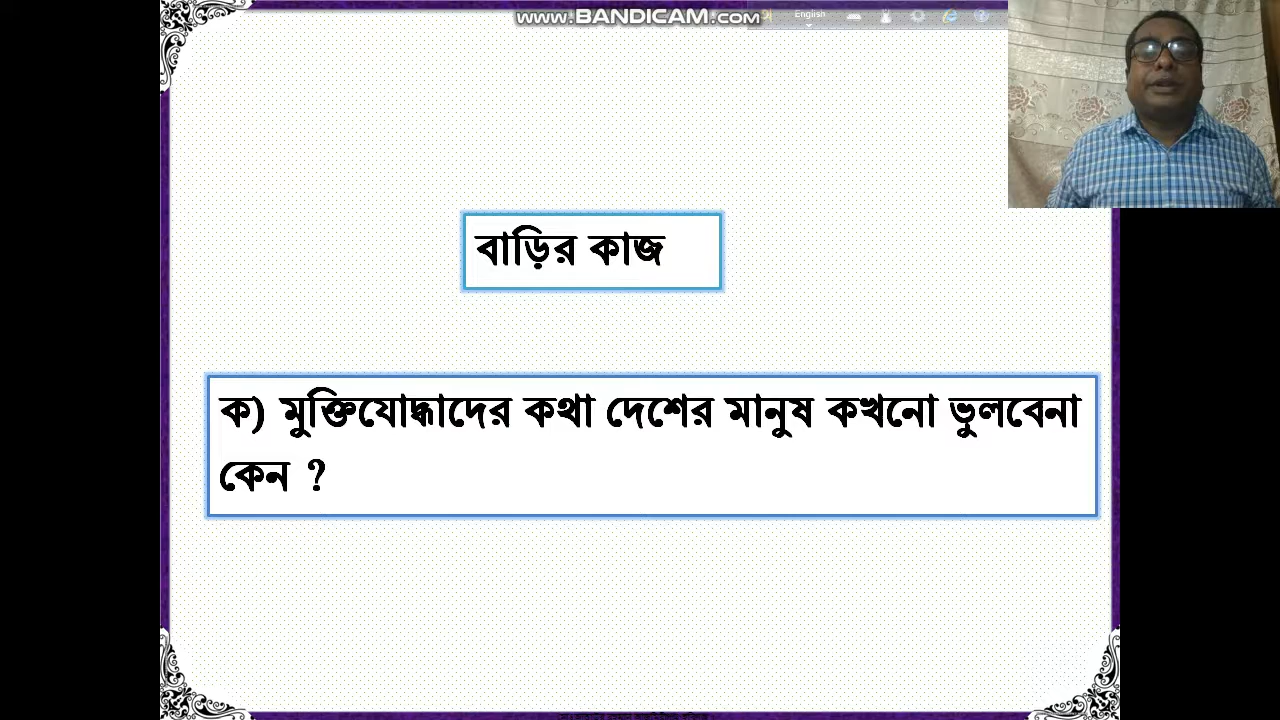 WWW.BANDICAM.COM
English
বাড়ির কাজ
ক) মুক্তিযোদ্ধাদের কথা দেশের মানুষ কখনো ভুলবেনা
কেন ?